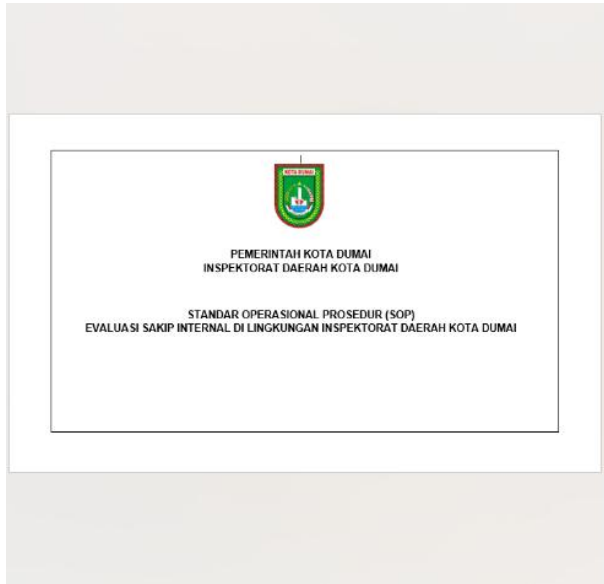 KOTA DUMAI
PEMERINTAH KOTA DUMAI
INSPEKTORAT DAERAH KOTA DUMAI
STANDAR OPERASIONAL PROSEDUR (SOP)
EVALUASI SAKIP INTERNAL DI LINGKUNGAN INSPEKTORAT DAERAH KOTA DUMAI